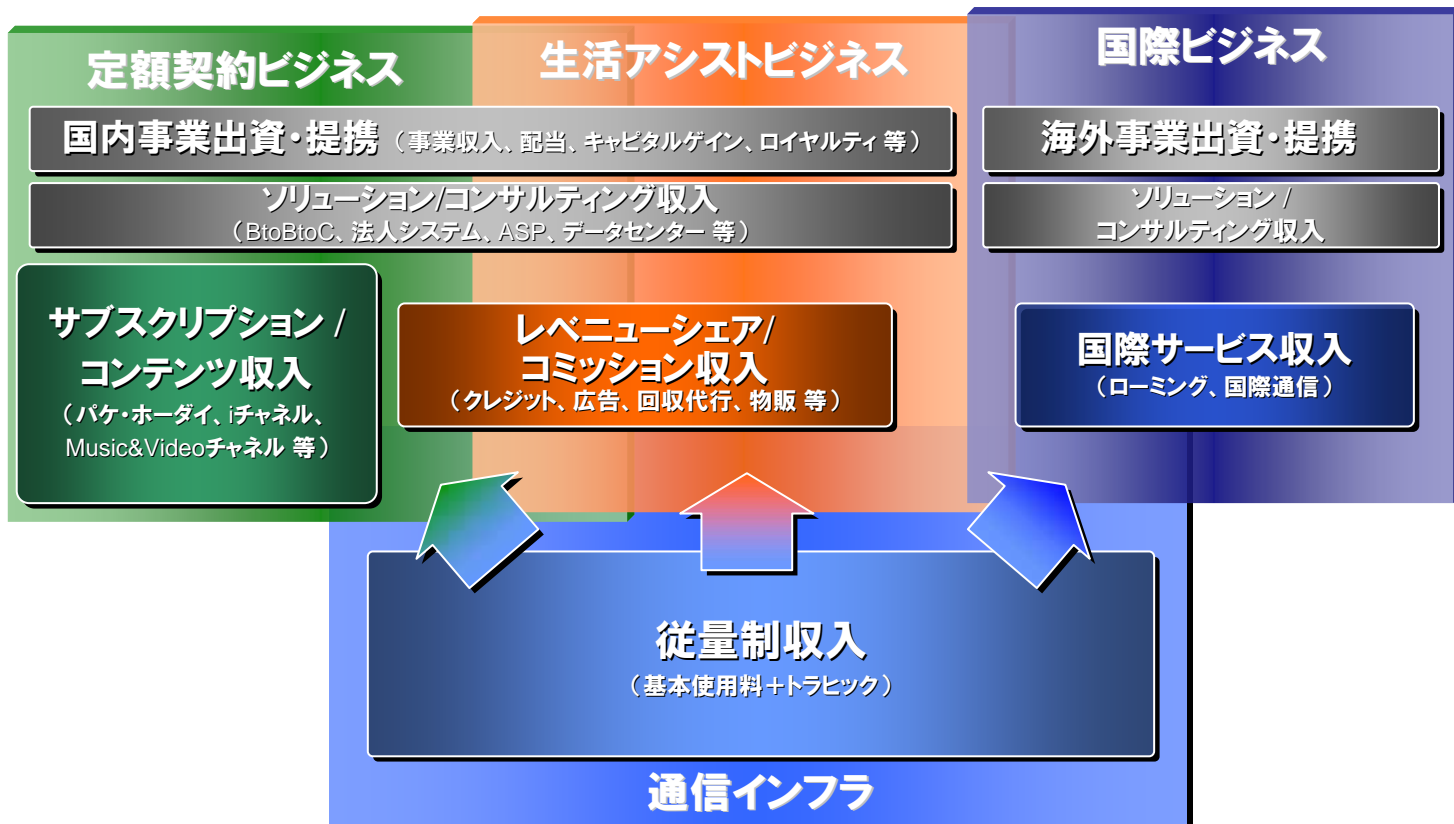 定額契約ビジネス
生活アシストビジネス
国際ビジネス
国内事業出資・提携（事業収入、配当、キャピタルゲイン、ロイヤルティ 等）
海外事業出資・提携
ソリューション/コンサルティング収入
（BtoBtoC、法人システム、ASP、データセンター 等）
ソリューション /
コンサルティング収入
サブスクリプション /
コンテンツ収入
（パケ・ホーダイ、iチャネル、
Music&Videoチャネル 等）
レベニューシェア/
コミッション収入
（クレジット、広告、回収代行、物販 等）
国際サービス収入
（ローミング、国際通信）
従量制収入
（基本使用料＋トラヒック）
通信インフラ